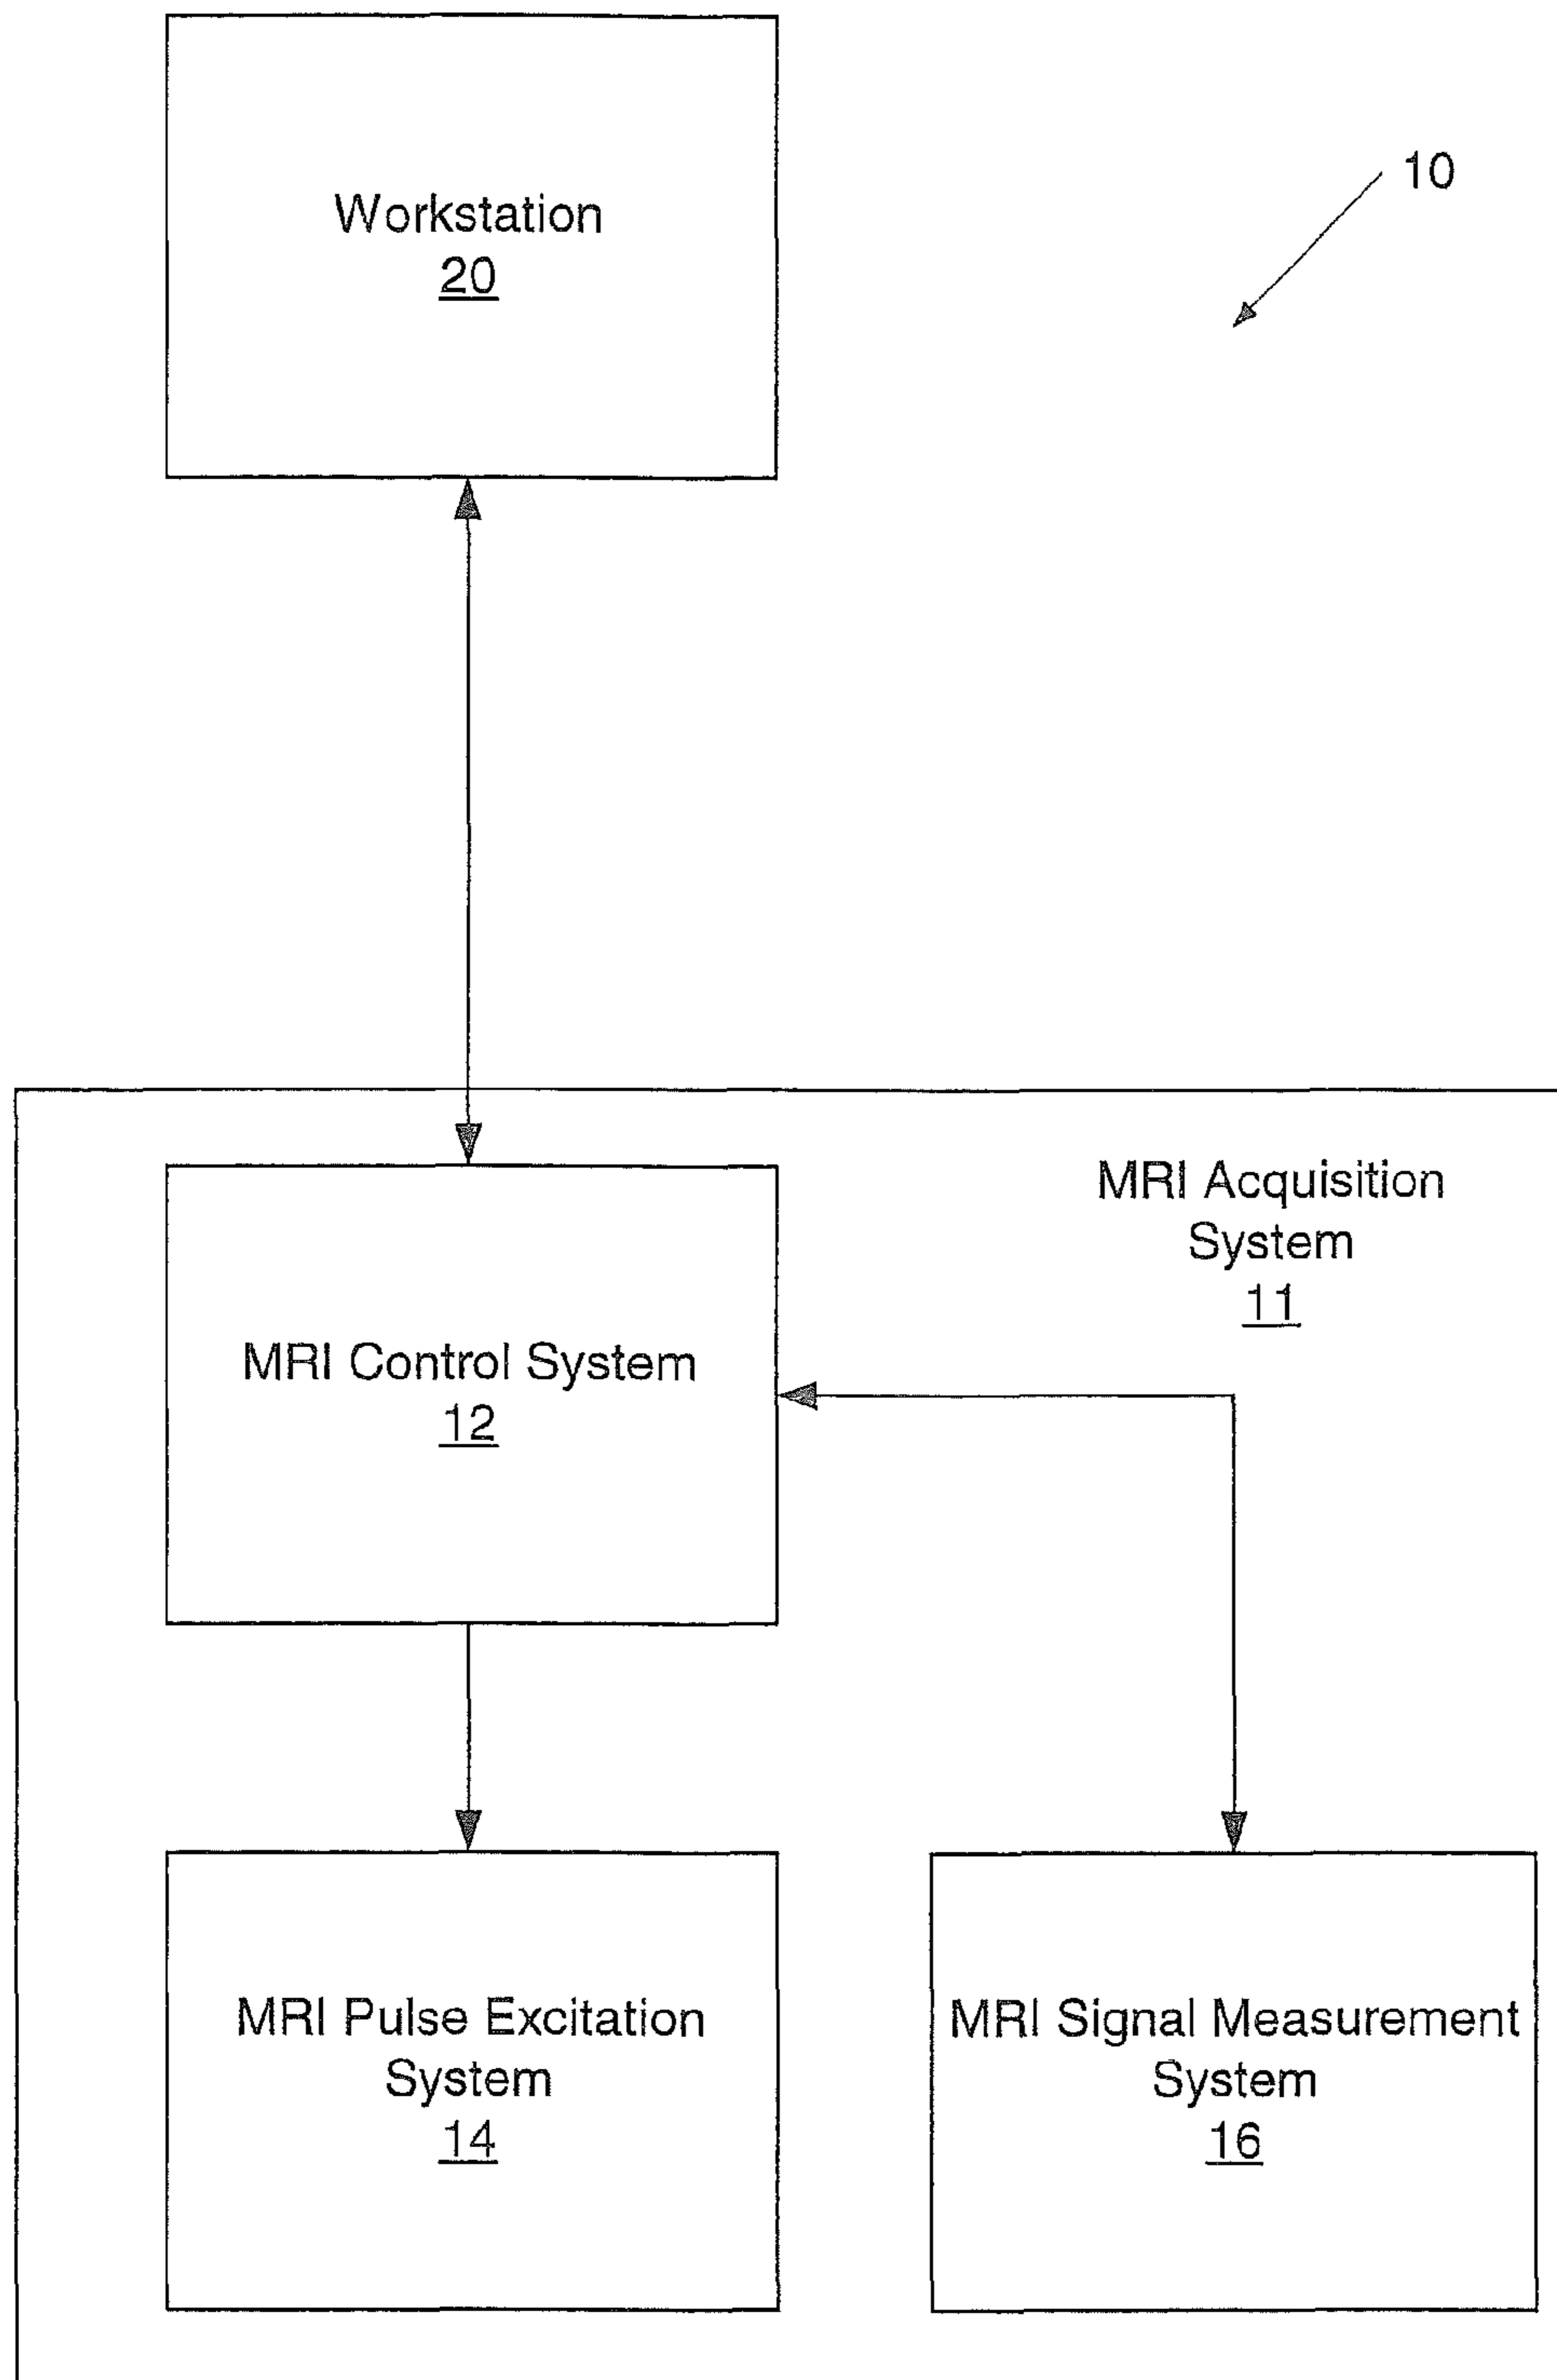 Workstation
20
10
MRI Acquisition
System
11
MRI Control System
12
MRI Pulse Excitation
System
14
MRI Signal Measurement
System
16